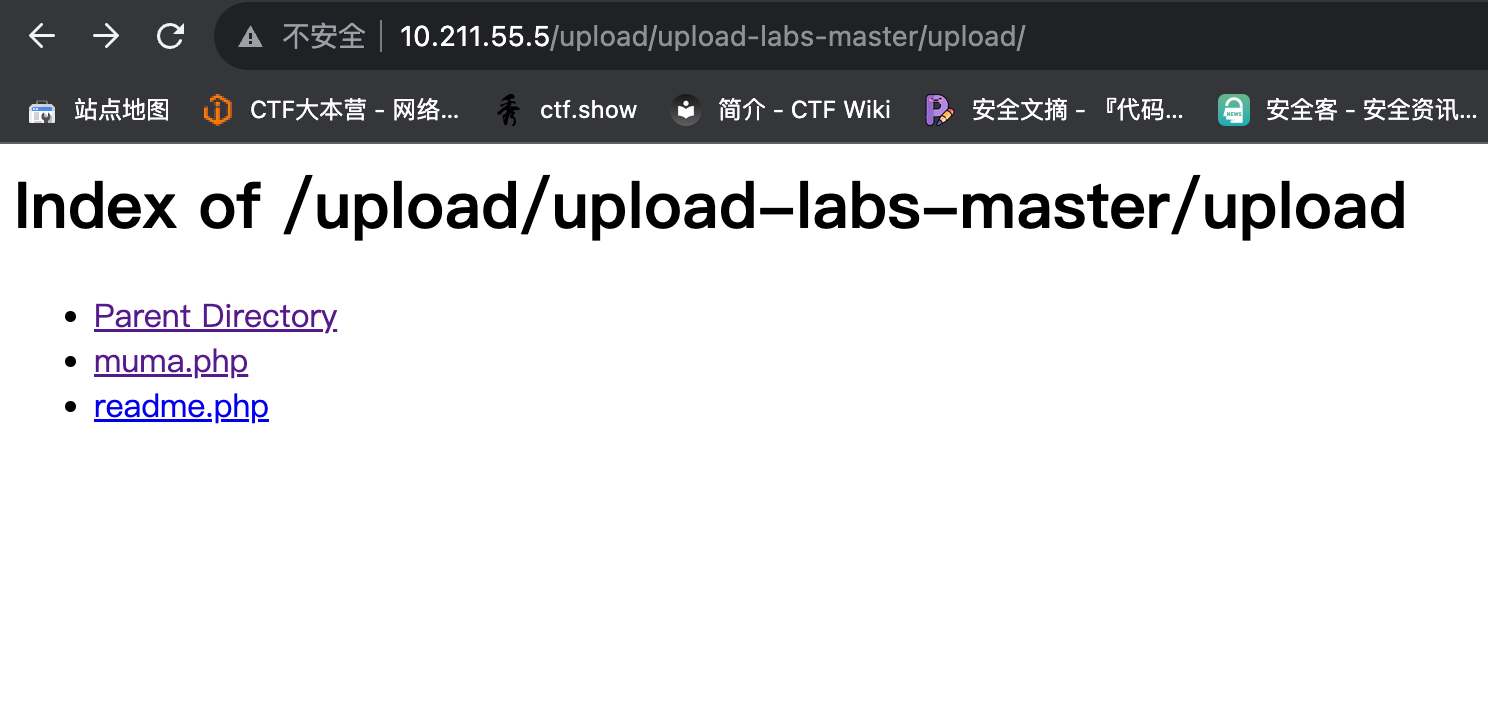 不安全 10.211.55.5/upload/upload-labs-master/upload/
站点地图 CTF大本营 - 网络... ctf.show 简介 - CTF Wiki 安全文摘 - 『代码... 安全客 - 安全资讯...
Index of /upload/upload-labs-master/upload
Parent Directory
muma.php
readme.php